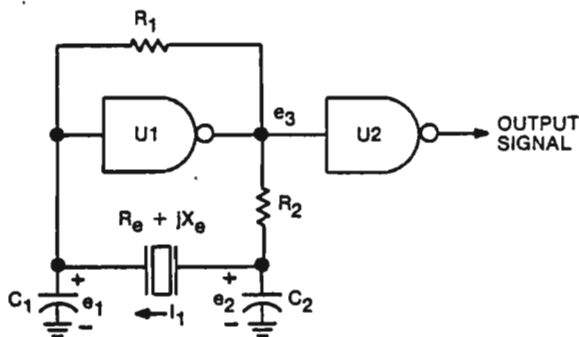 R1
U1
e3
U2
OUTPUT
SIGNAL
R2
Re + jXe
C1
+
e1
-
I1
+
e2
-
C2